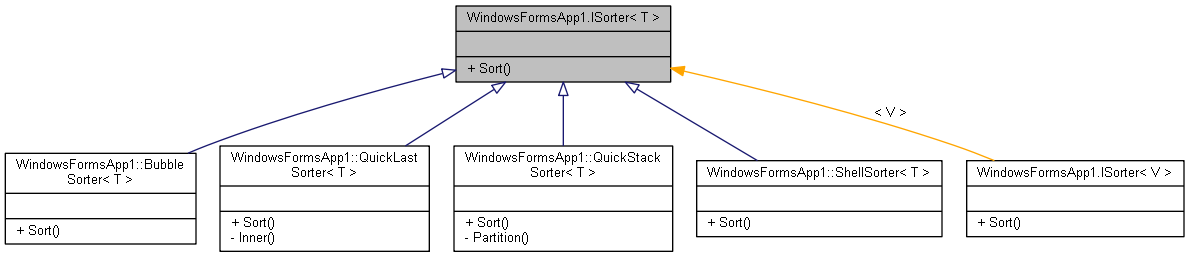 WindowsFormsApp1.ISorter< T >
+ Sort()
< V >
WindowsFormsApp1::Bubble
Sorter< T >
+ Sort()
WindowsFormsApp1::QuickLast
Sorter< T >
+ Sort()
- Inner()
WindowsFormsApp1::QuickStack
Sorter< T >
+ Sort()
- Partition()
WindowsFormsApp1::ShellSorter< T >
+ Sort()
WindowsFormsApp1.ISorter< V >
+ Sort()